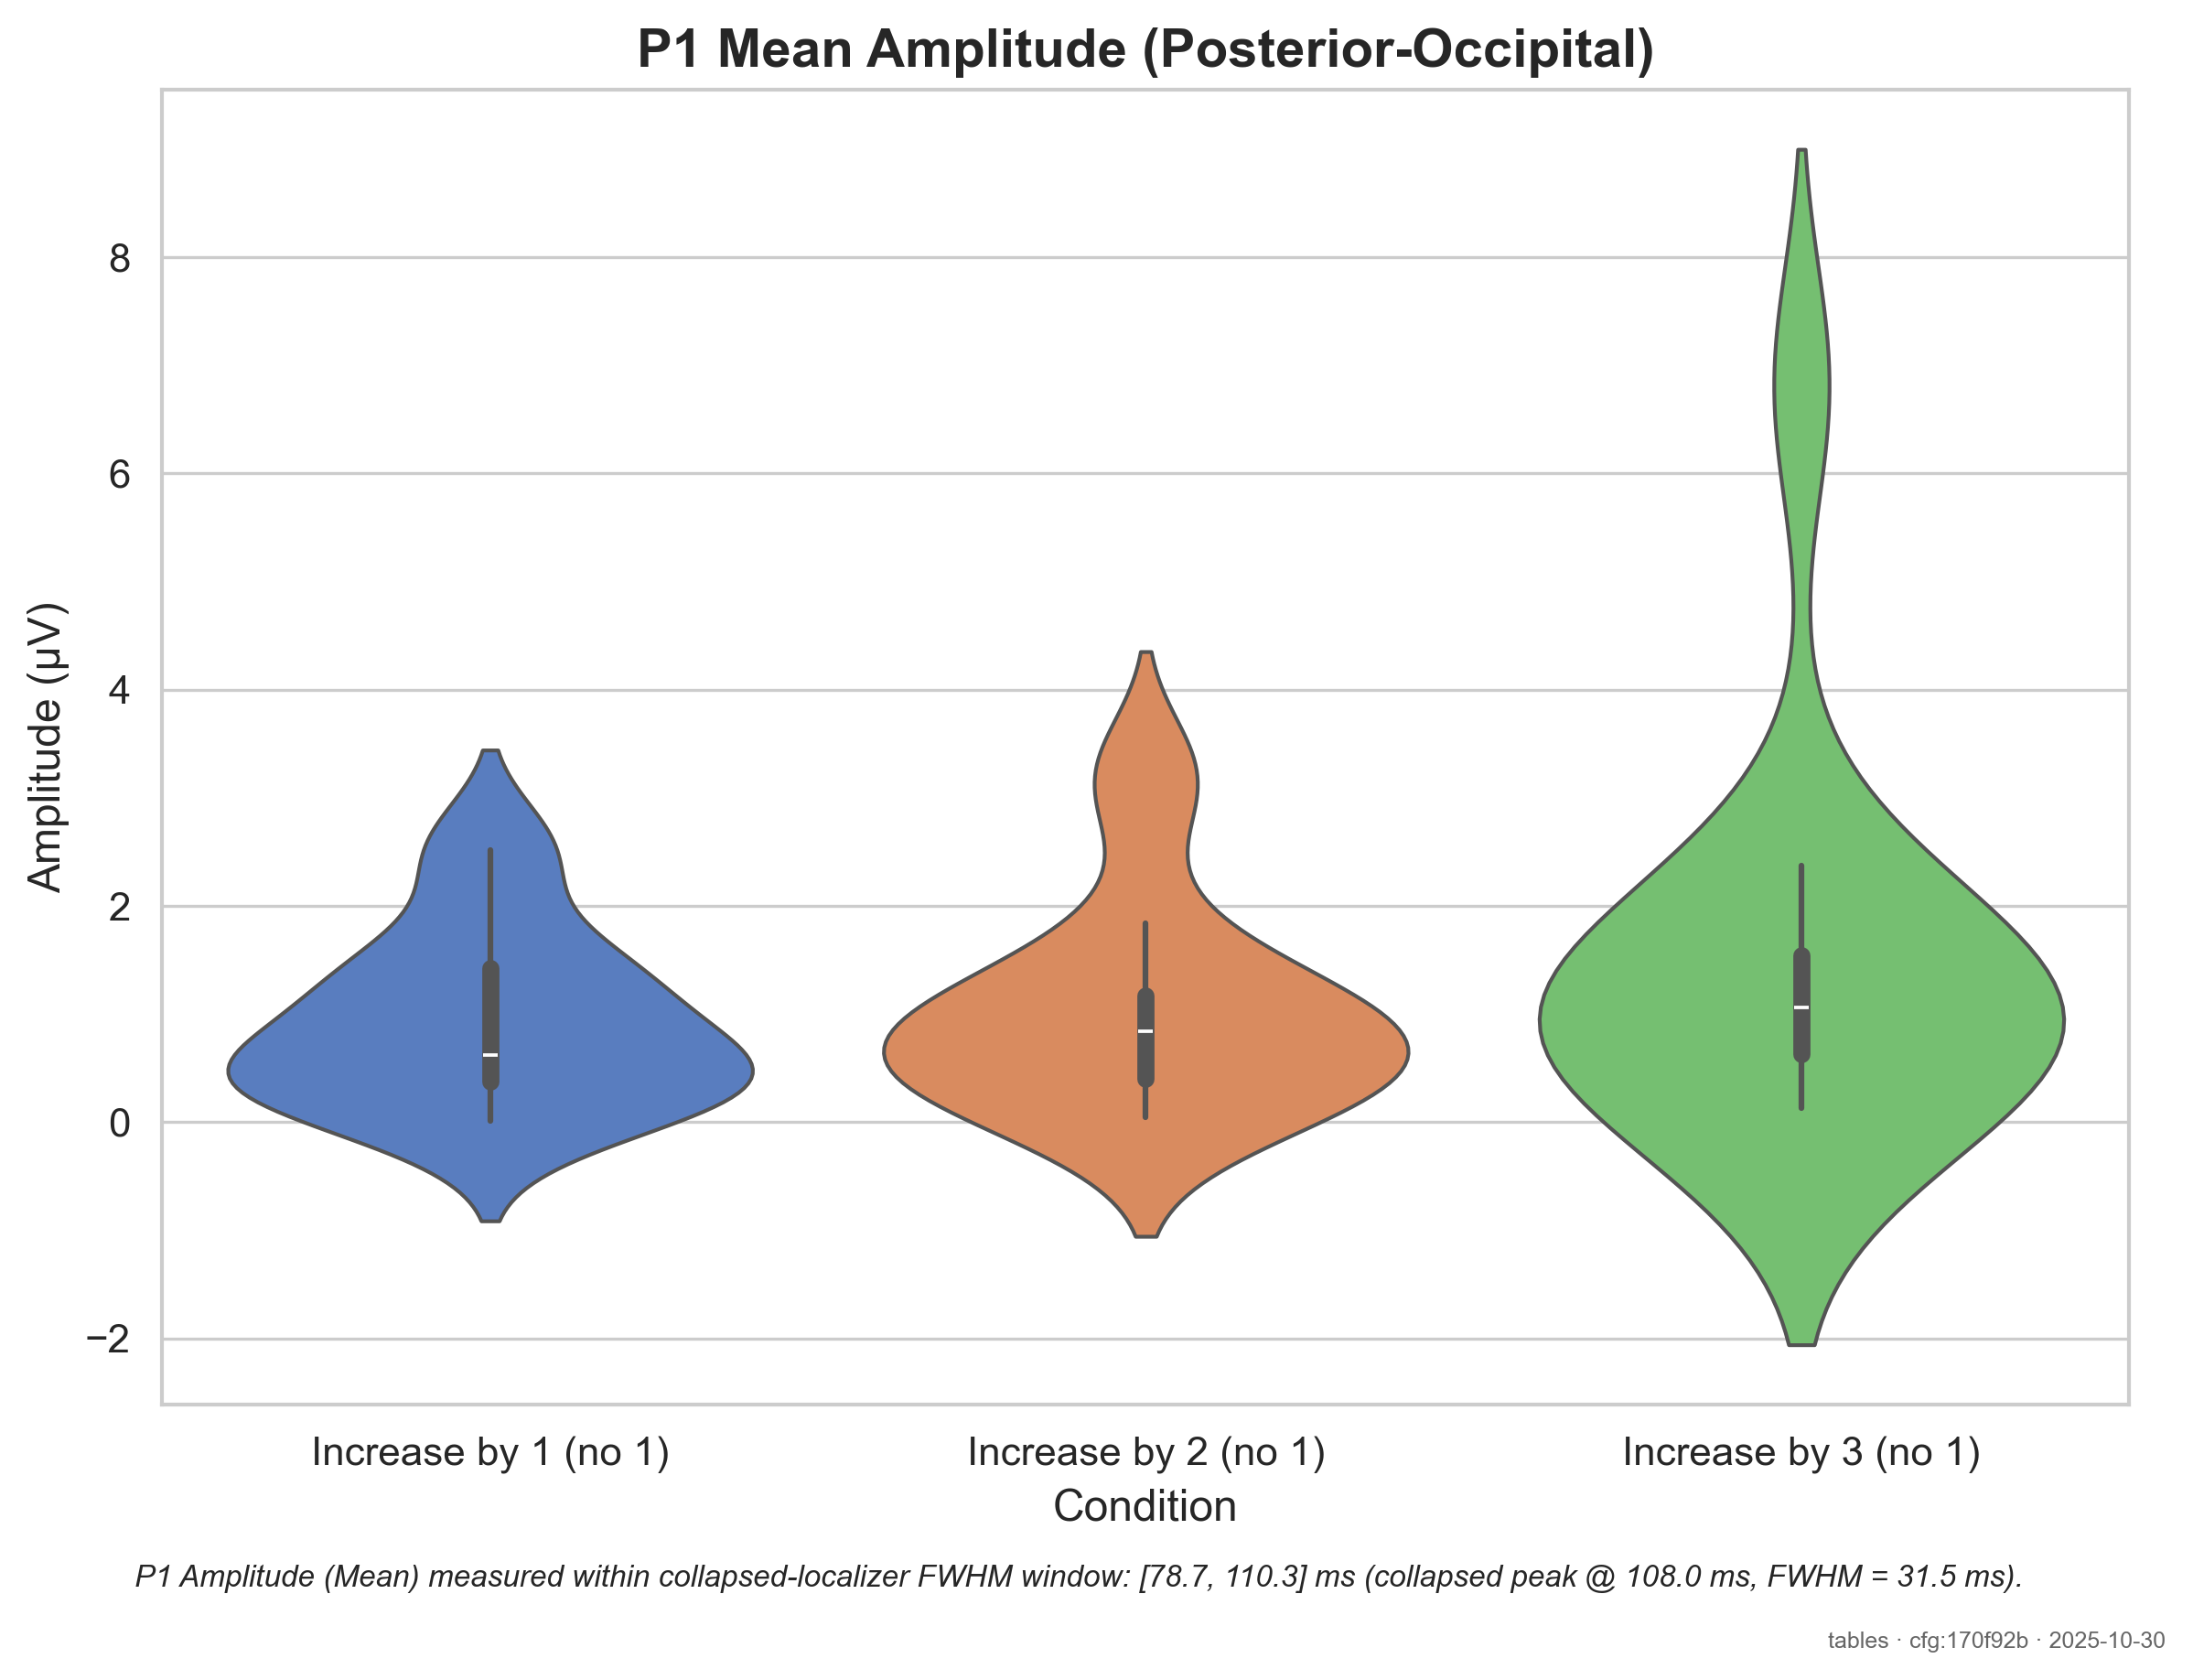 P1 Mean Amplitude (Posterior-Occipital)
Amplitude (µV)
8
6
4
2
0
−2
Increase by 1 (no 1)
Increase by 2 (no 1)
Increase by 3 (no 1)
Condition
P1 Amplitude (Mean) measured within collapsed-localizer FWHM window: [78.7, 110.3] ms (collapsed peak @ 108.0 ms, FWHM = 31.5 ms).
tables · cfg:170f92b · 2025-10-30